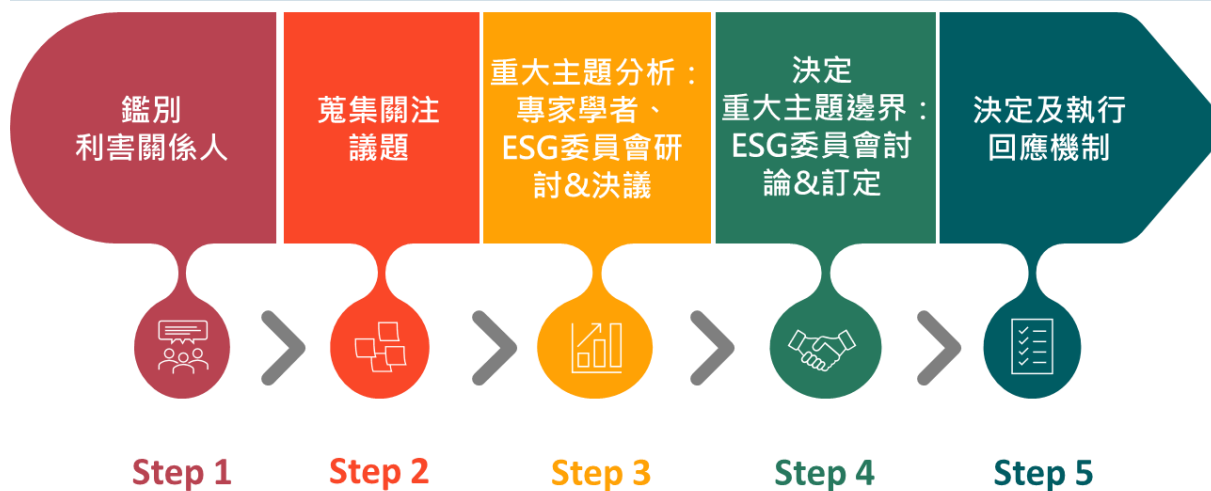 鑑別
利害關係人
蒐集關注
議題
重大主題分析：
專家學者、
ESG委員會研
討&決議
決定
重大主題邊界：
ESG委員會討
論&訂定
決定及執行
回應機制
Step 1
Step 2
Step 3
Step 4
Step 5